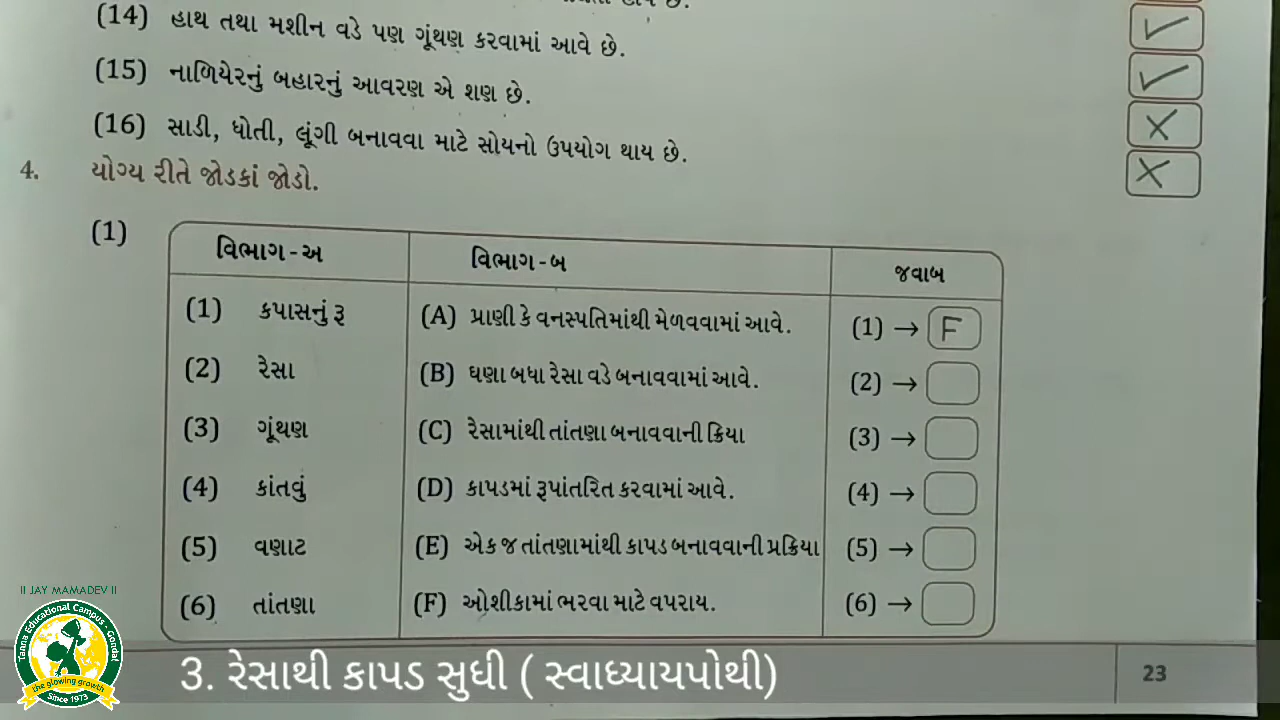 છે.
(14) હાથ તથા મશીન વડે પણ ગૂંથણ કરવામાં આવે છે. ✓
(15) નાળિયેરનું બહારનું આવરણ એ શણ છે. ✓
(16) સાડી, ધોતી, લૂંગી બનાવવા માટે સોયનો ઉપયોગ થાય છે. ×
×
4. યોગ્ય રીતે જોડકાં જોડો.
(1)
વિભાગ-અ વિભાગ-બ જવાબ
(1) કપાસનું રૂ (A) પ્રાણી કે વનસ્પતિમાંથી મેળવવામાં આવે. (1) → F
(2) રેસા (B) ઘણા બધા રેસા વડે બનાવવામાં આવે. (2) →
(3) ગૂંથણ (C) રેસામાંથી તાંતણા બનાવવાની ક્રિયા (3) →
(4) કાંતવું (D) કાપડમાં રૂપાંતરિત કરવામાં આવે. (4) →
(5) વણાટ (E) એક જ તાંતણામાંથી કાપડ બનાવવાની પ્રક્રિયા (5) →
(6) તાંતણા (F) ઓશીકામાં ભરવા માટે વપરાય. (6) →
II JAY MAMADEV II
Tanna Educational Campus - Gondal
the glowing growth
Since 1973
3. રેસાથી કાપડ સુધી ( સ્વાધ્યાયપોથી)
23